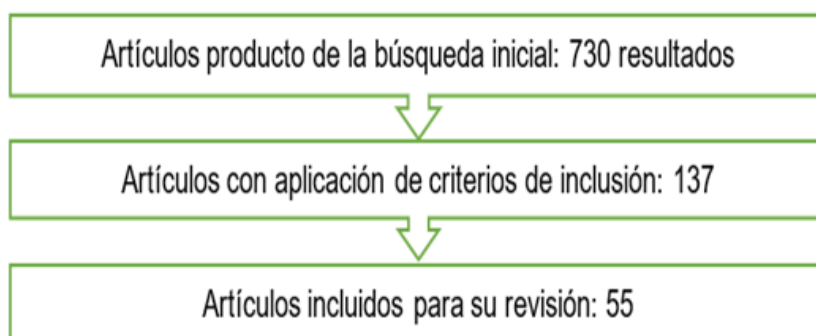 Artículos producto de la búsqueda inicial: 730 resultados
Artículos con aplicación de criterios de inclusión: 137
Artículos incluidos para su revisión: 55